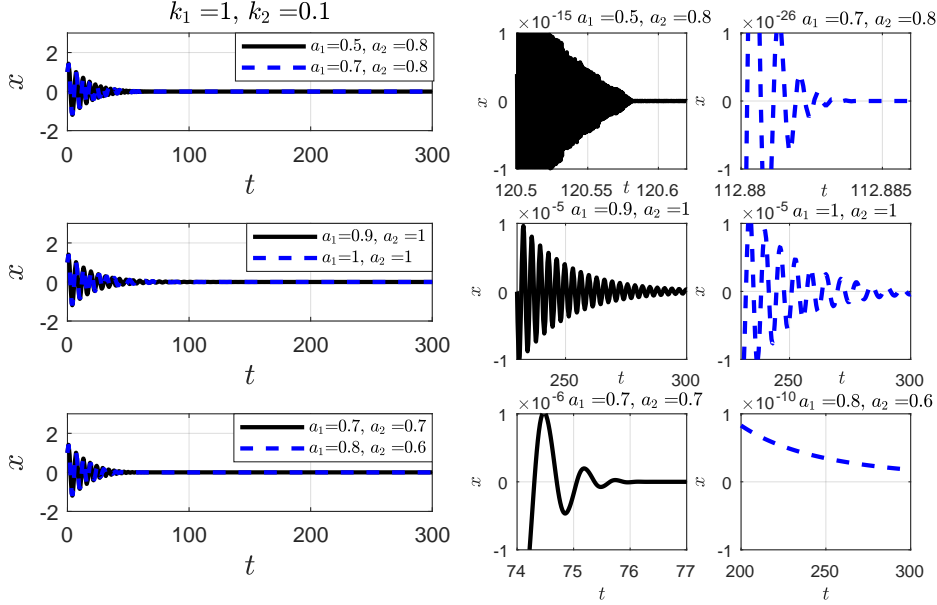 k₁ =1, k₂ =0.1
x
2
0
-2
a₁=0.5, a₂ =0.8
a₁=0.7, a₂ =0.8
0 100 200 300
t
×10⁻¹⁵ a₁ =0.5, a₂ =0.8
x
1
0
-1
120.5 120.55 t 120.6
×10⁻²⁶ a₁ =0.7, a₂ =0.8
x
1
0
-1
112.88 t 112.885
x
2
0
-2
a₁=0.9, a₂ =1
a₁=1, a₂ =1
0 100 200 300
t
×10⁻⁵ a₁ =0.9, a₂ =1
x
1
0
-1
250 t 300
×10⁻⁵ a₁ =1, a₂ =1
x
1
0
-1
250 t 300
x
2
0
-2
a₁=0.7, a₂ =0.7
a₁=0.8, a₂ =0.6
0 100 200 300
t
×10⁻⁶ a₁ =0.7, a₂ =0.7
x
1
0
-1
74 75 76 77
t
×10⁻¹⁰ a₁ =0.8, a₂ =0.6
x
1
0
-1
200 250 300
t